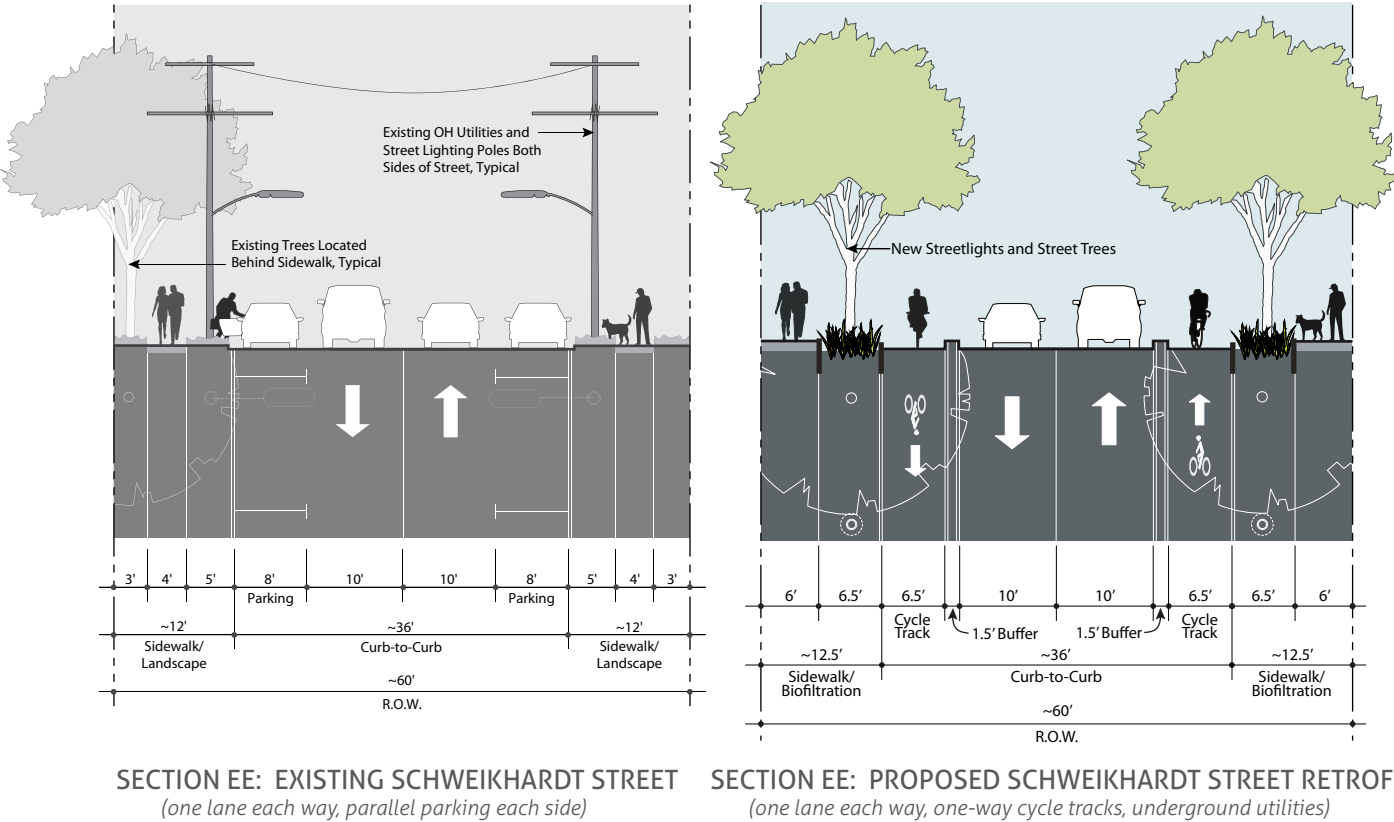 Existing OH Utilities and
Street Lighting Poles Both
Sides of Street, Typical
Existing Trees Located
Behind Sidewalk, Typical
3' 4' 5' 8' 10' 10' 8' 5' 4' 3'
Parking Parking
~12' ~36' ~12'
Sidewalk/ Curb-to-Curb Sidewalk/
Landscape Landscape
~60'
R.O.W.
SECTION EE: EXISTING SCHWEIKHARDT STREET
(one lane each way, parallel parking each side)
New Streetlights and Street Trees
6' 6.5' 6.5' 10' 10' 6.5' 6.5' 6'
Cycle Cycle
Track 1.5' Buffer 1.5' Buffer Track
~12.5' ~36' ~12.5'
Sidewalk/ Curb-to-Curb Sidewalk/
Biofiltration Biofiltration
~60'
R.O.W.
SECTION EE: PROPOSED SCHWEIKHARDT STREET RETROF
(one lane each way, one-way cycle tracks, underground utilities)